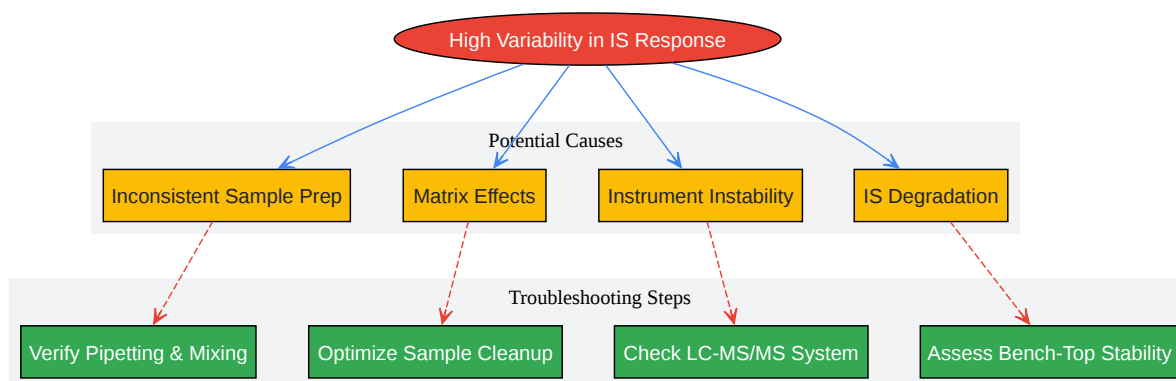 High Variability in IS Response
Potential Causes
Inconsistent Sample Prep
Matrix Effects
Instrument Instability
IS Degradation
Troubleshooting Steps
Verify Pipetting & Mixing
Optimize Sample Cleanup
Check LC-MS/MS System
Assess Bench-Top Stability